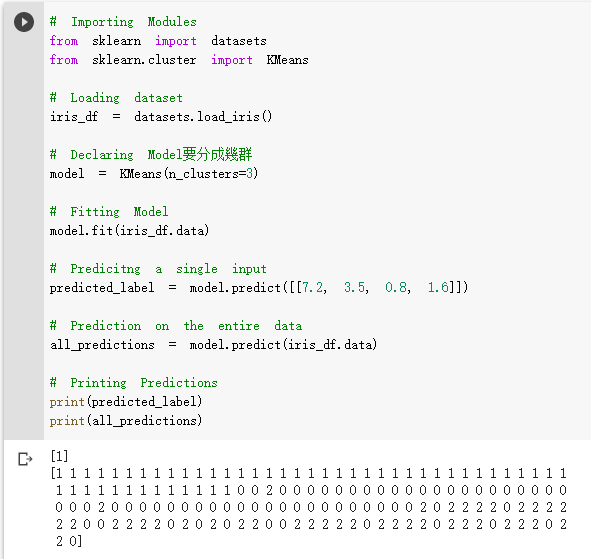 # Importing Modules
from sklearn import datasets
from sklearn.cluster import KMeans
# Loading dataset
iris_df = datasets.load_iris()
# Declaring Model要分成幾群
model = KMeans(n_clusters=3)
# Fitting Model
model.fit(iris_df.data)
# Predicitng a single input
predicted_label = model.predict([[7.2, 3.5, 0.8, 1.6]])
# Prediction on the entire data
all_predictions = model.predict(iris_df.data)
# Printing Predictions
print(predicted_label)
print(all_predictions)
[1]
[1 1 1 1 1 1 1 1 1 1 1 1 1 1 1 1 1 1 1 1 1 1 1 1 1 1 1 1 1 1 1 1 1 1 1 1 1
1 1 1 1 1 1 1 1 1 1 1 1 1 0 0 2 0 0 0 0 0 0 0 0 0 0 0 0 0 0 0 0 0 0 0 0 0
0 0 0 2 0 0 0 0 0 0 0 0 0 0 0 0 0 0 0 0 0 0 0 0 0 0 2 0 2 2 2 2 0 2 2 2 2
2 2 0 0 2 2 2 2 0 2 0 2 0 2 2 0 0 2 2 2 2 2 0 2 2 2 2 0 2 2 2 0 2 2 2 0 2
2 0]